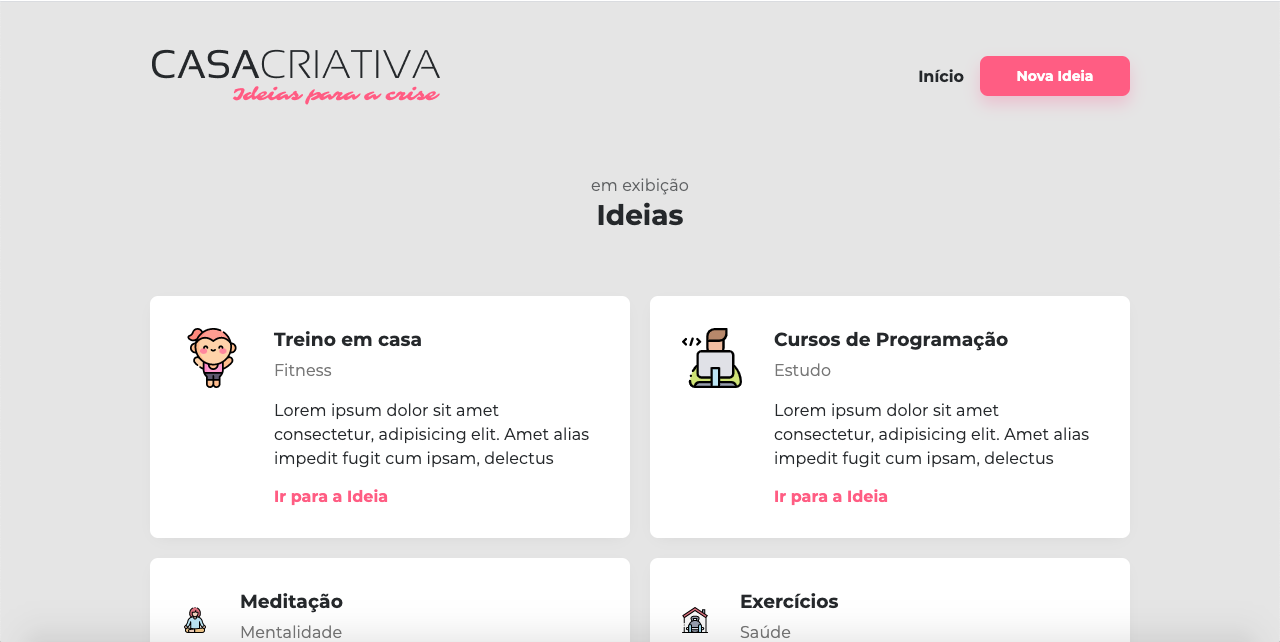 CASACRIATIVA
Ideias para a crise
Início
Nova Ideia
em exibição
Ideias
Treino em casa
Fitness
Lorem ipsum dolor sit amet
consectetur, adipisicing elit. Amet alias
impedit fugit cum ipsam, delectus
Ir para a Ideia
Cursos de Programação
Estudo
Lorem ipsum dolor sit amet
consectetur, adipisicing elit. Amet alias
impedit fugit cum ipsam, delectus
Ir para a Ideia
Meditação
Mentalidade
Exercícios
Saúde